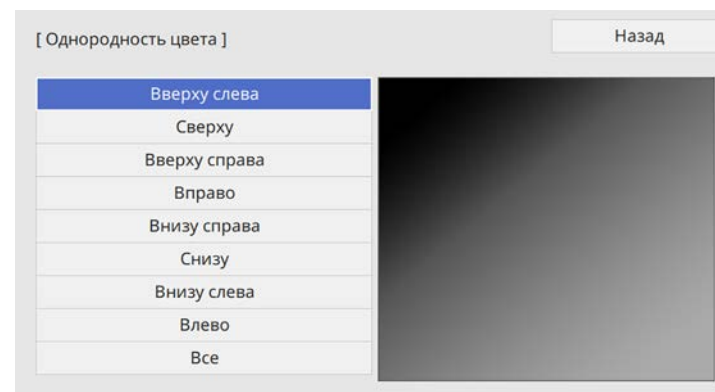 [ Однородность цвета ]
Назад
Вверху слева
Сверху
Вверху справа
Вправо
Внизу справа
Снизу
Внизу слева
Влево
Все